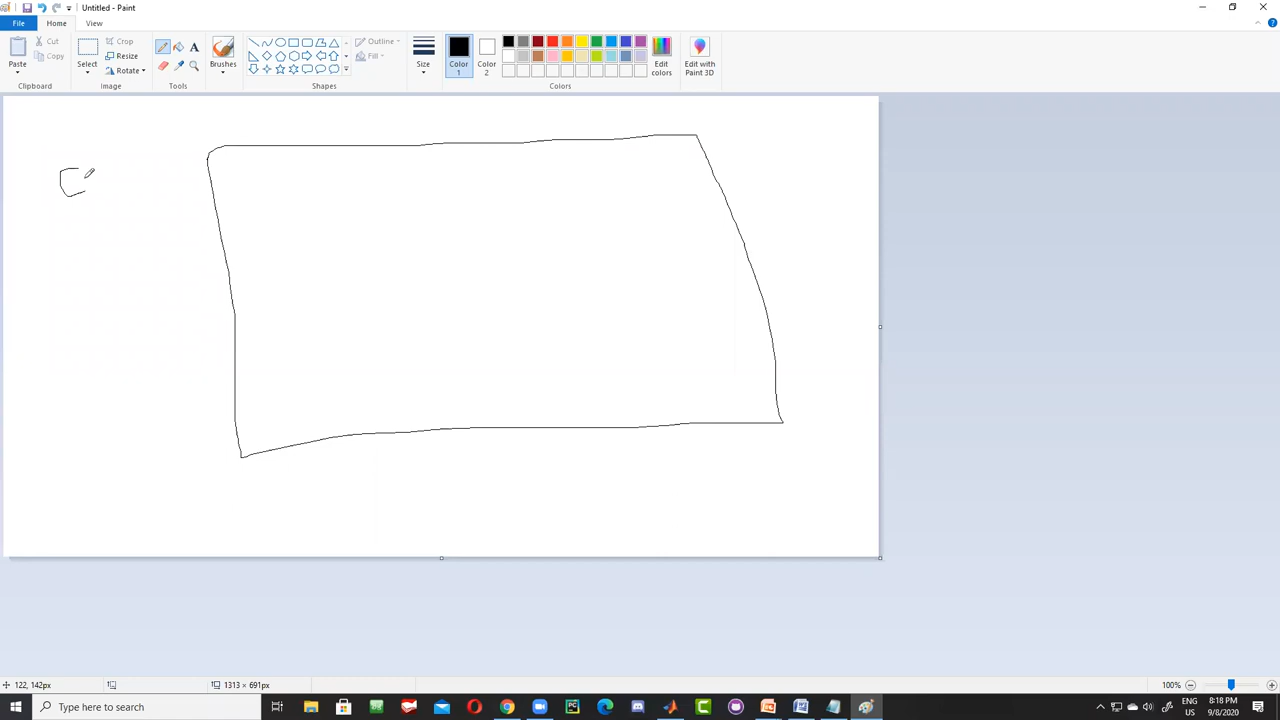 Untitled - Paint
File
Home
View
Paste
Cut
Copy
Clipboard
Select
Crop
Resize
Rotate
Image
A
Tools
Brushes
Outline
Fill
Shapes
Size
Color 1
Color 2
Edit colors
Colors
Edit with Paint 3D
C
122, 142px
1313 × 691px
100%
Type here to search
PC
ENG
US
8:18 PM
9/8/2020